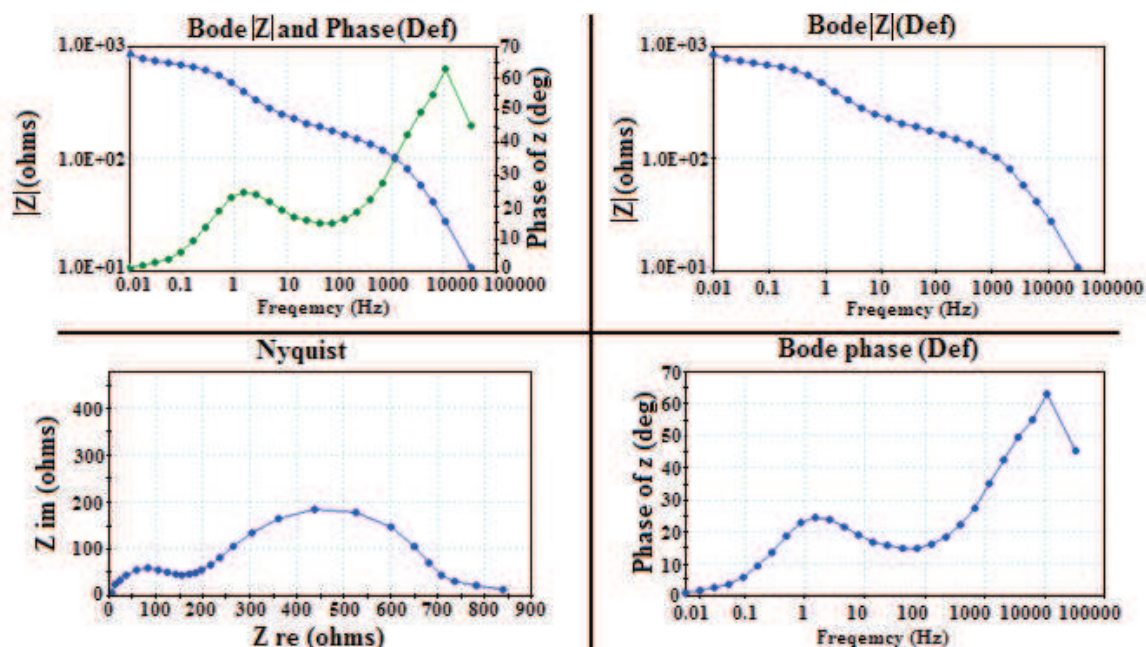 Bode |Z| and Phase (Def)
1.0E+03
1.0E+02
1.0E+01
|Z| (ohms)
70
60
50
40
30
20
10
0
Phase of z (deg)
0.01 0.1 1 10 100 1000 10000 100000
Freqemcy (Hz)
Bode |Z| (Def)
1.0E+03
1.0E+02
1.0E+01
|Z| (ohms)
0.01 0.1 1 10 100 1000 10000 100000
Freqemcy (Hz)
Nyquist
400
300
200
100
0
Z im (ohms)
0 100 200 300 400 500 600 700 800 900
Z re (ohms)
Bode phase (Def)
70
60
50
40
30
20
10
0
Phase of z (deg)
0.01 0.1 1 10 100 1000 10000 100000
Freqemcy (Hz)